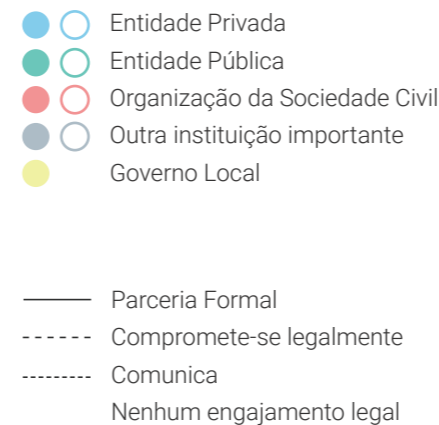 Entidade Privada
Entidade Pública
Organização da Sociedade Civil
Outra instituição importante
Governo Local
Parceria Formal
Compromete-se legalmente
Comunica
Nenhum engajamento legal